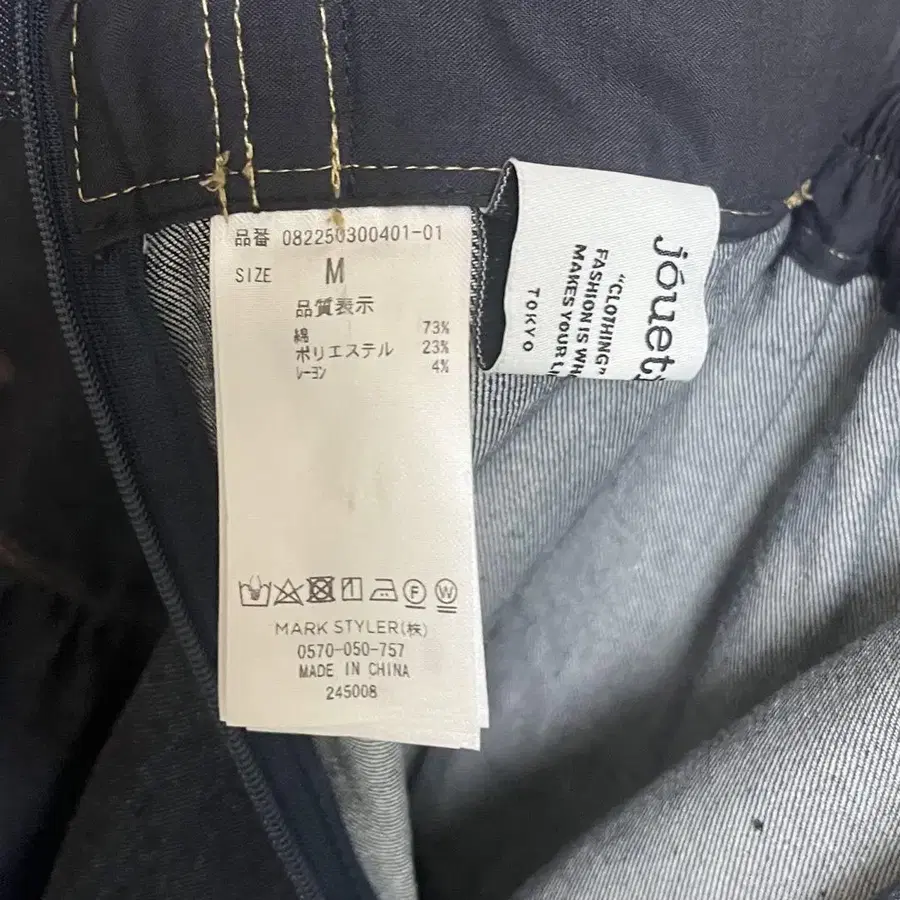 品番 082250300401-01
SIZE M
品質表示
綿 73%
ポリエステル 23%
レーヨン 4%
F W
MARK STYLER(株)
0570-050-757
MADE IN CHINA
245008
jouet
"CLOTHING"
FASHION IS
MAKES YOUR
TOKYO